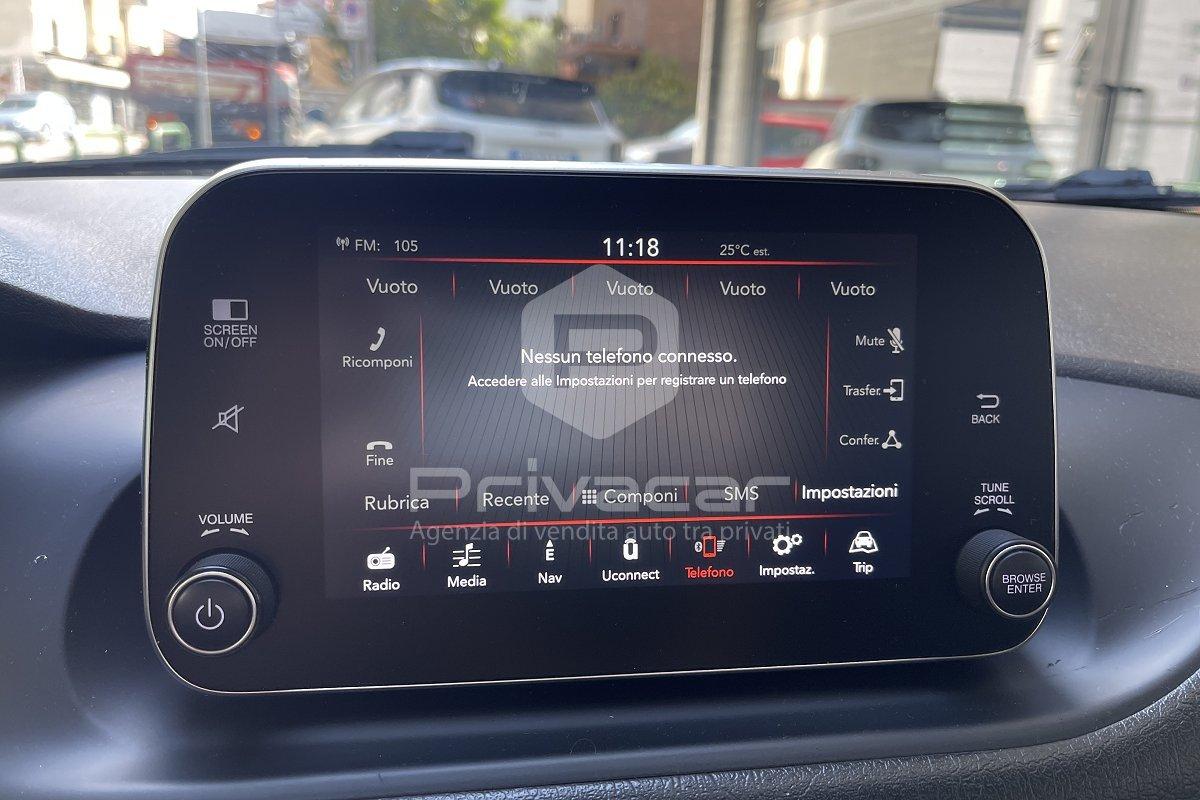 FM: 105
11:18
25°C est.
Vuoto Vuoto Vuoto Vuoto Vuoto
SCREEN
ON/OFF
Ricomponi
Mute
Nessun telefono connesso.
Accedere alle Impostazioni per registrare un telefono
Trasfer.
BACK
Confer.
Fine
Privacar
Rubrica Recente Componi SMS Impostazioni
Agenzia di vendita auto tra privati
VOLUME
TUNE
SCROLL
Radio Media Nav Uconnect Telefono Impostaz. Trip
E
BROWSE
ENTER